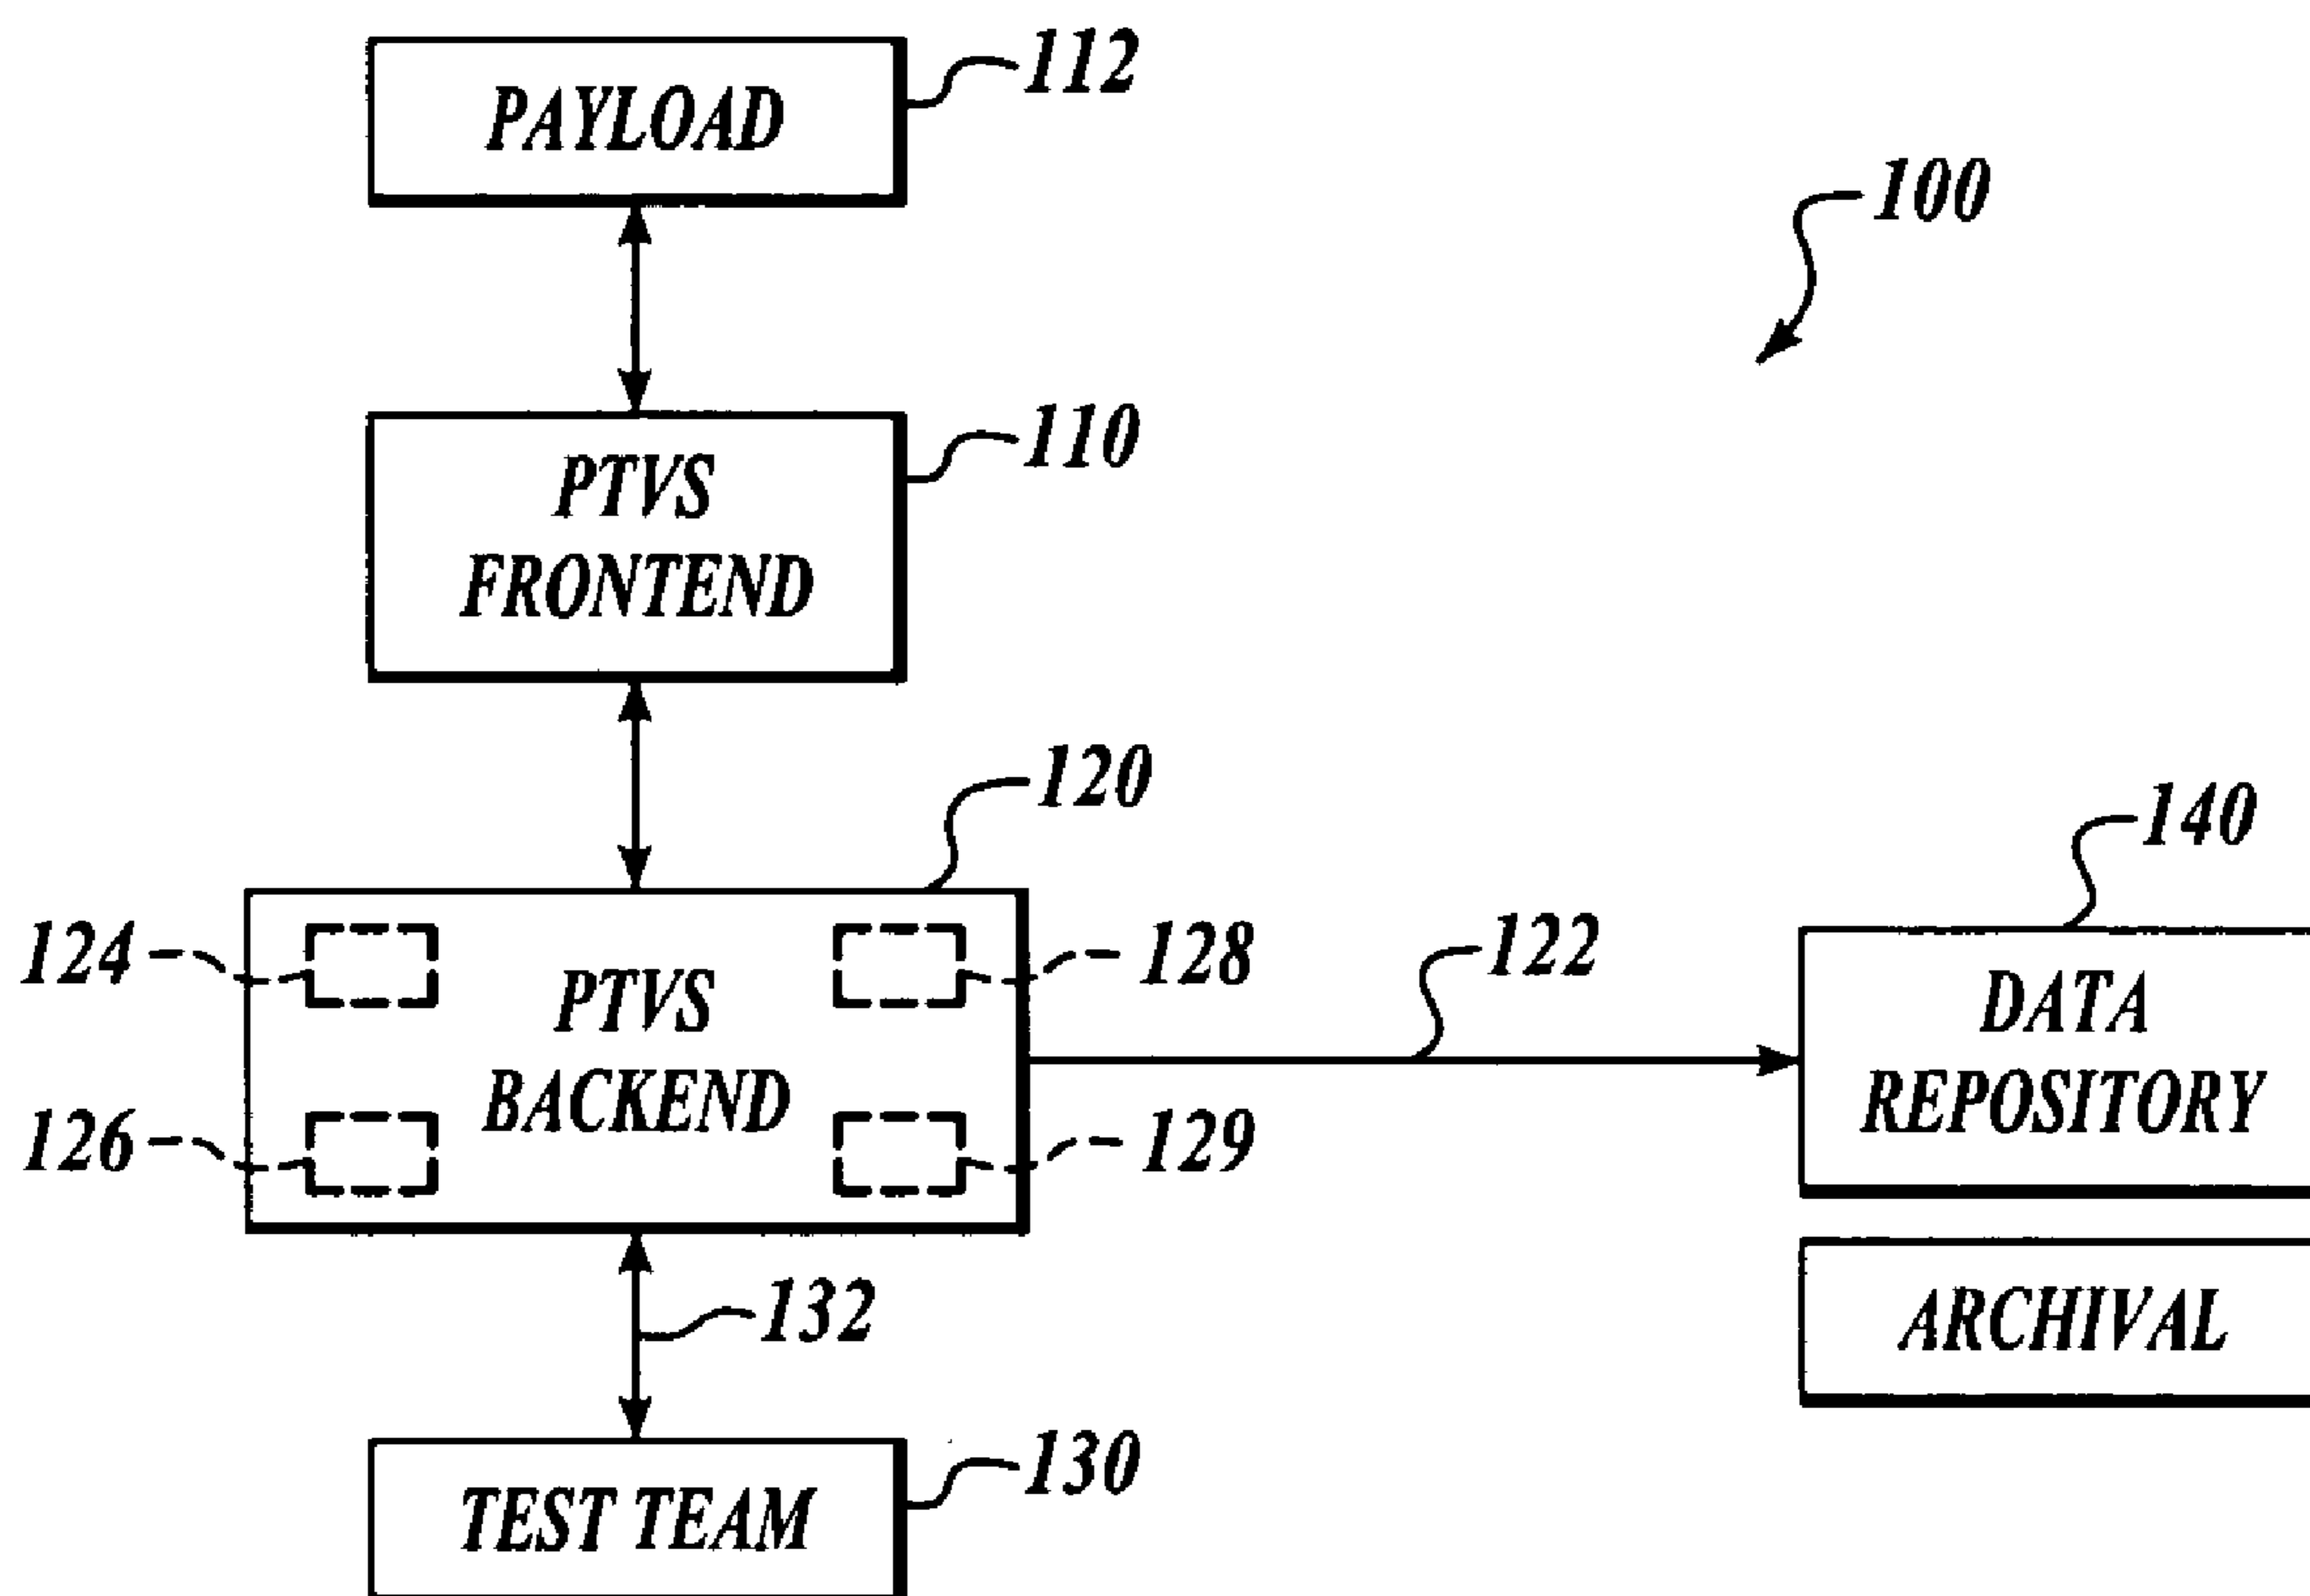 PAYLOAD
112
100
PTVS
FRONTEND
110
120
140
124
128
122
PTVS
BACKEND
DATA
REPOSITORY
126
129
132
ARCHIVAL
TEST TEAM
130